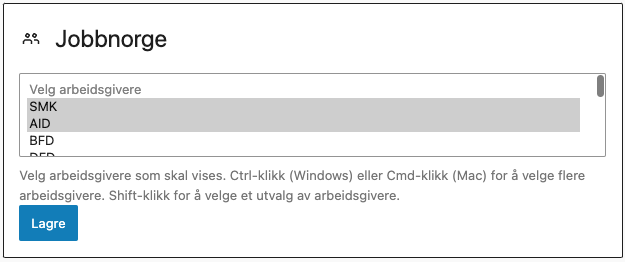 Jobbnorge
Velg arbeidsgivere
SMK
AID
BFD
DFD
Velg arbeidsgivere som skal vises. Ctrl-klikk (Windows) eller Cmd-klikk (Mac) for å velge flere
arbeidsgivere. Shift-klikk for å velge et utvalg av arbeidsgivere.
Lagre